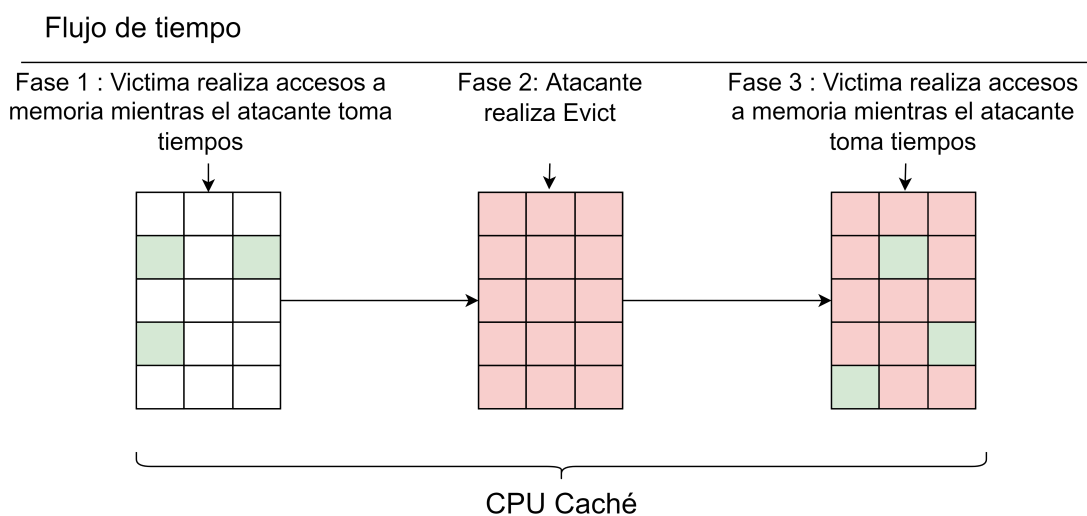 Flujo de tiempo
Fase 1 : Victima realiza accesos a
memoria mientras el atacante toma
tiempos
Fase 2: Atacante
realiza Evict
Fase 3 : Victima realiza accesos
a memoria mientras el atacante
toma tiempos
CPU Caché